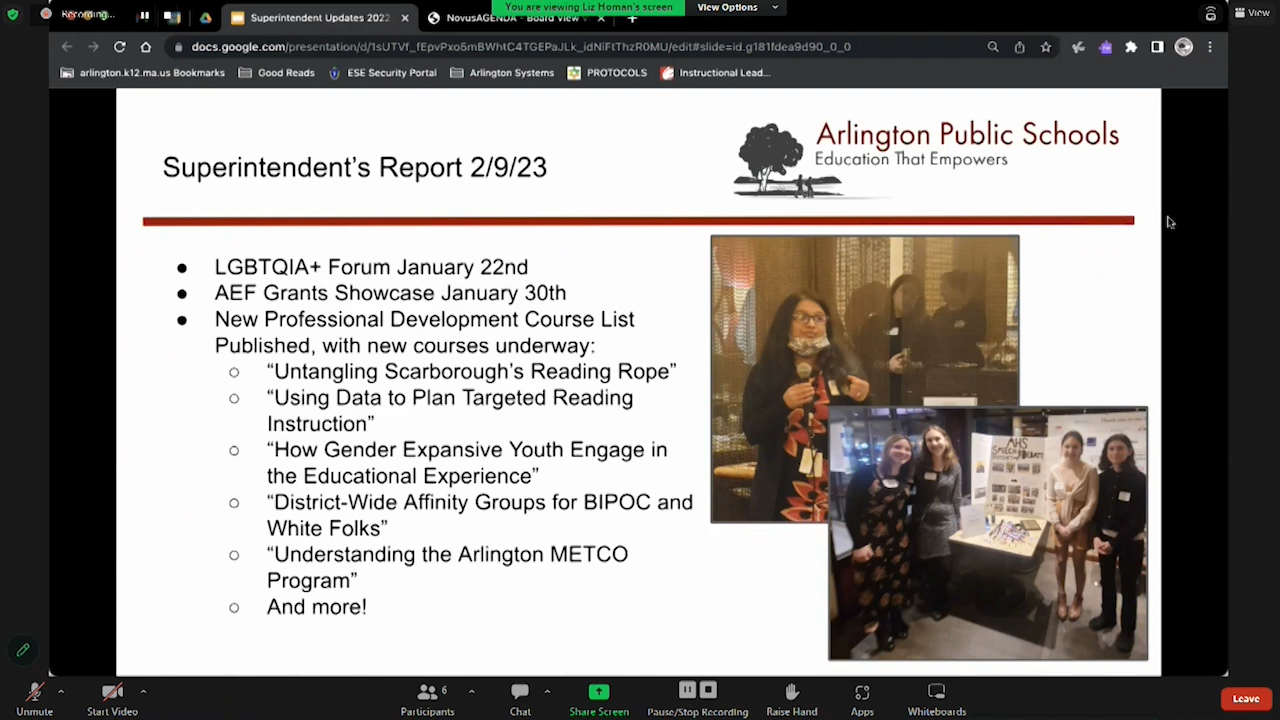 Recording...
You are viewing Liz Homan's screen
View Options
View
Superintendent Updates 2022
NovusAGENDA - Board View
docs.google.com/presentation/d/
arlington.k12.ma.us Bookmarks
Good Reads
ESE Security Portal
Arlington Systems
PROTOCOLS
Instructional Lead...
Arlington Public Schools
Education That Empowers
Superintendent's Report 2/9/23
● LGBTQIA+ Forum January 22nd
● AEF Grants Showcase January 30th
● New Professional Development Course List
Published, with new courses underway:
○ “Untangling Scarborough’s Reading Rope”
○ “Using Data to Plan Targeted Reading
Instruction”
○ “How Gender Expansive Youth Engage in
the Educational Experience”
○ “District-Wide Affinity Groups for BIPOC and
White Folks”
○ “Understanding the Arlington METCO
Program”
○ And more!
AHS
SPEECH
DEBATE
Unmute
Start Video
Participants
6
Chat
Share Screen
Pause/Stop Recording
Raise Hand
Apps
Whiteboards
Leave